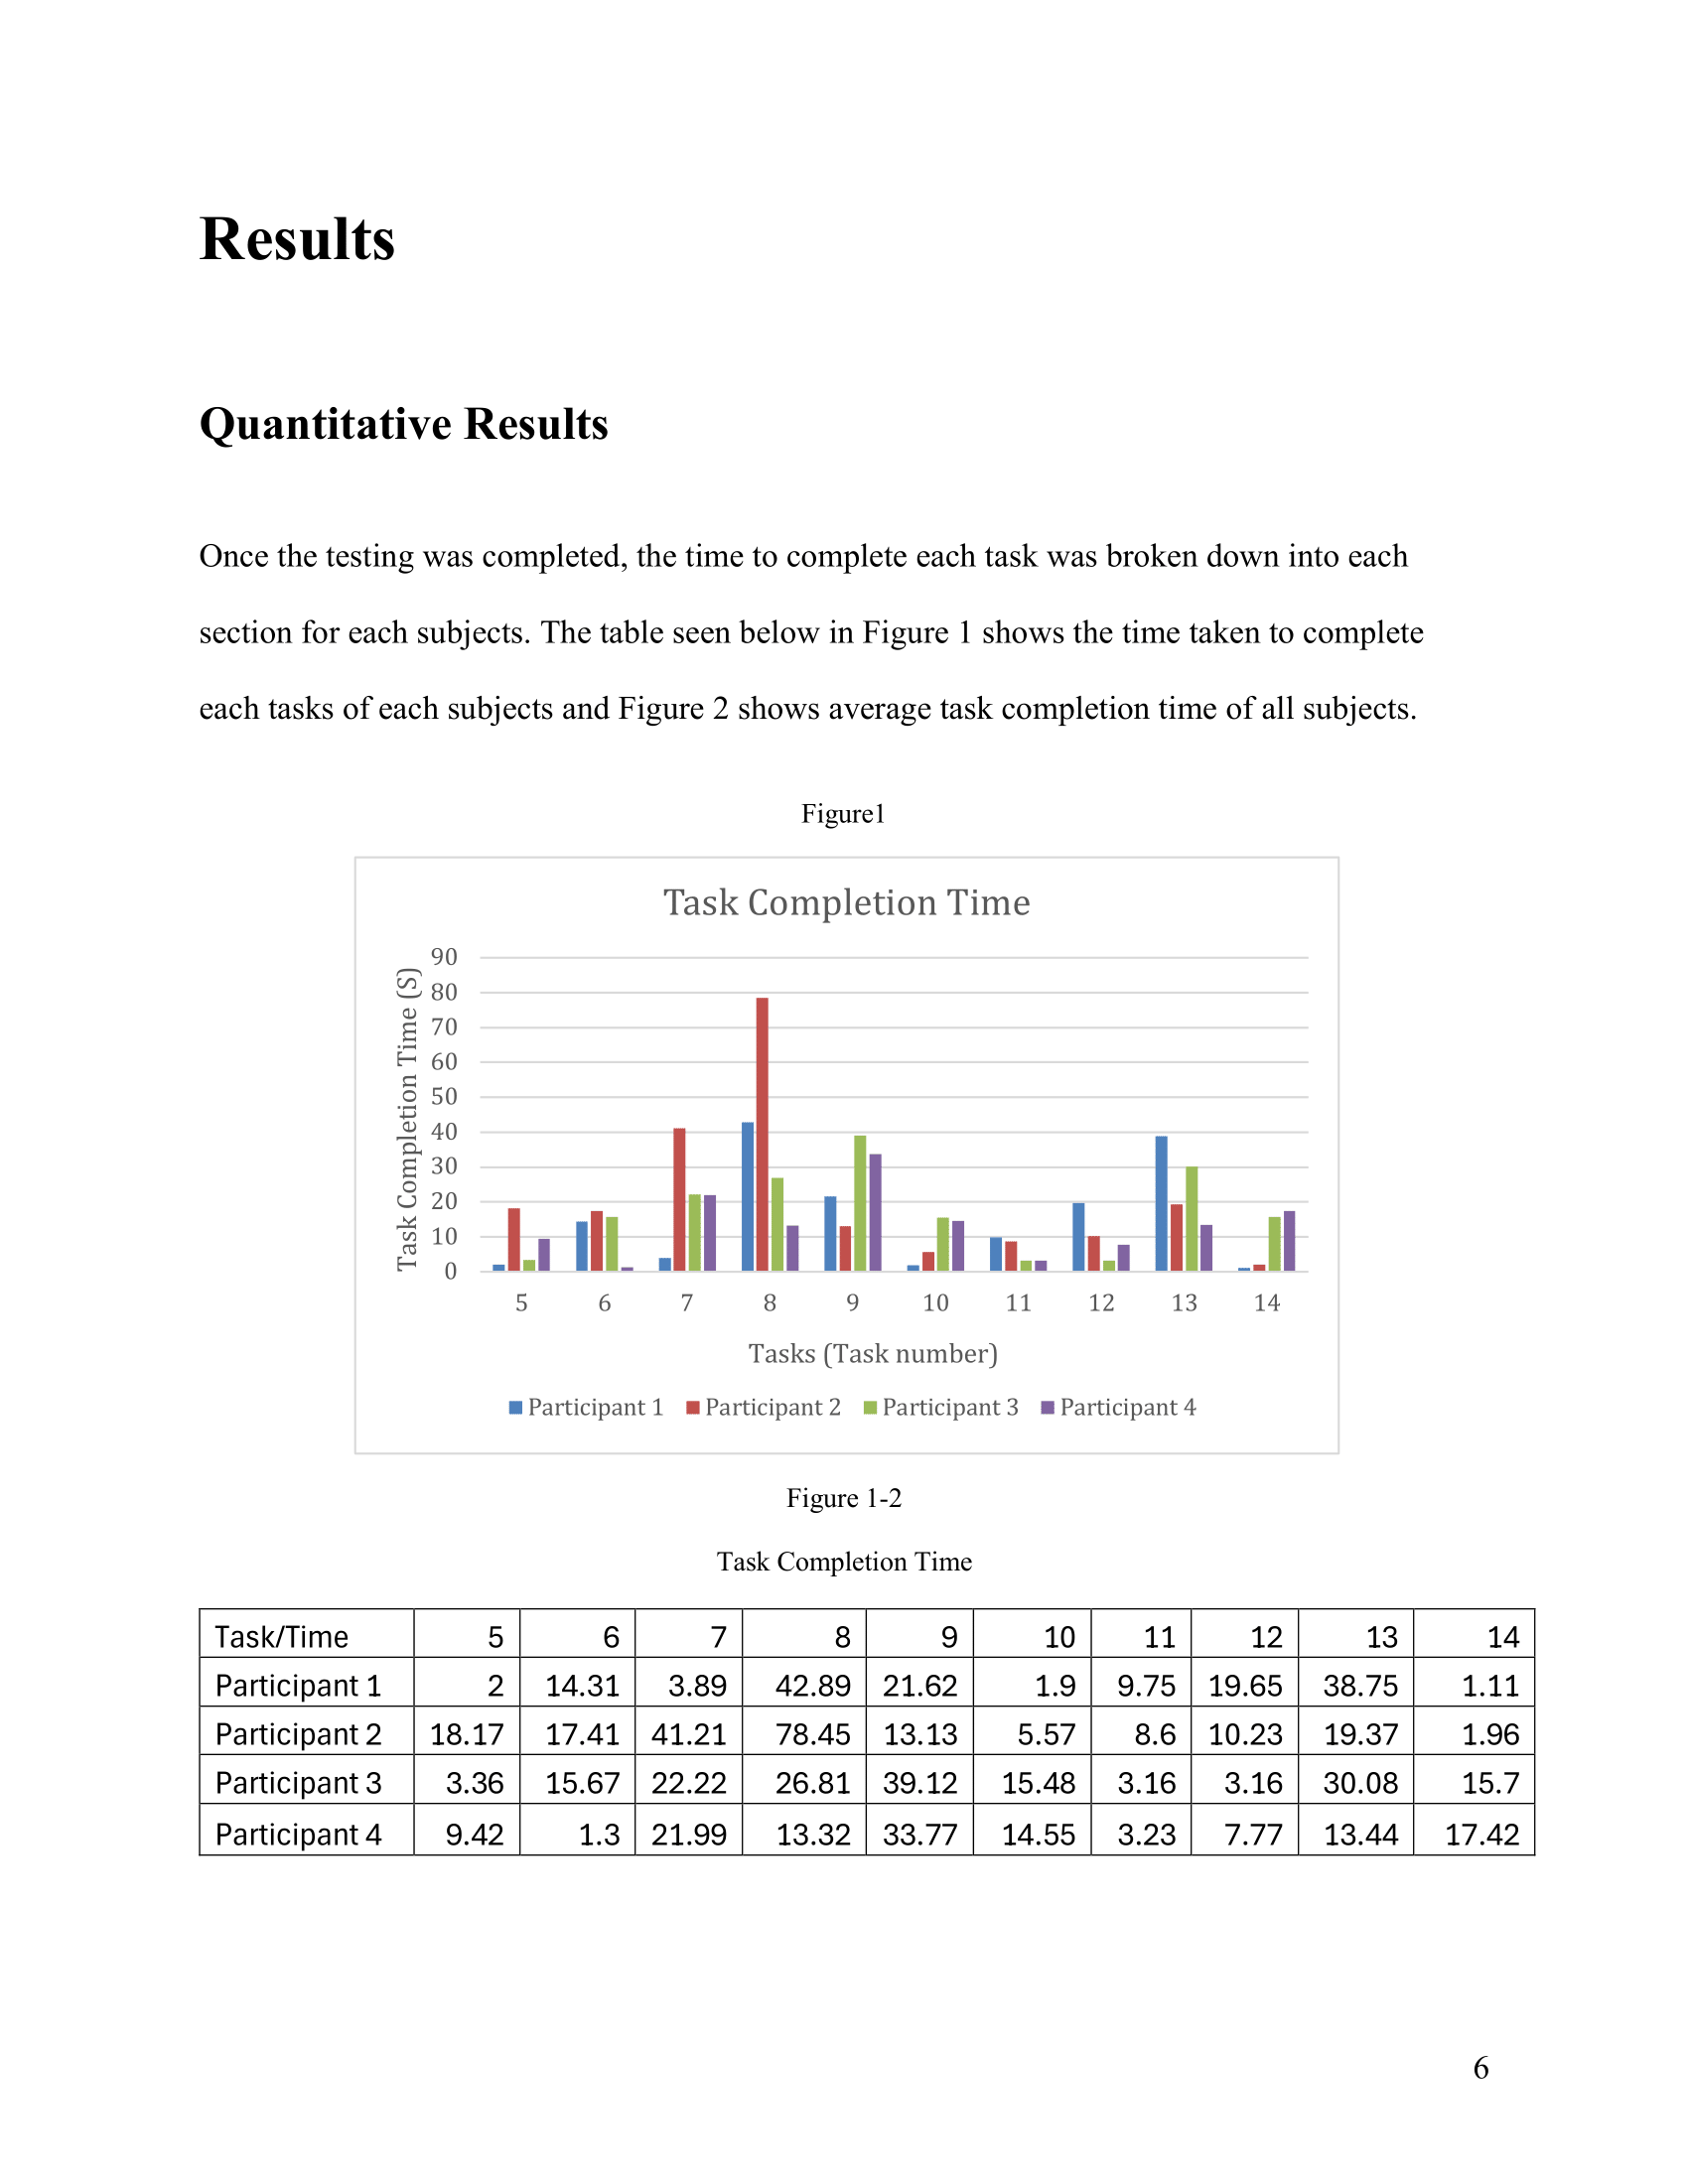 Results
Quantitative Results
Once the testing was completed, the time to complete each task was broken down into each
section for each subjects. The table seen below in Figure 1 shows the time taken to complete
each tasks of each subjects and Figure 2 shows average task completion time of all subjects.
Figure1
Task Completion Time
Task Completion Time (S)
90
80
70
60
50
40
30
20
10
0
5 6 7 8 9 10 11 12 13 14
Tasks (Task number)
Participant 1 Participant 2 Participant 3 Participant 4
Figure 1-2
Task Completion Time
Task/Time 5 6 7 8 9 10 11 12 13 14
Participant 1 2 14.31 3.89 42.89 21.62 1.9 9.75 19.65 38.75 1.11
Participant 2 18.17 17.41 41.21 78.45 13.13 5.57 8.6 10.23 19.37 1.96
Participant 3 3.36 15.67 22.22 26.81 39.12 15.48 3.16 3.16 30.08 15.7
Participant 4 9.42 1.3 21.99 13.32 33.77 14.55 3.23 7.77 13.44 17.42
6